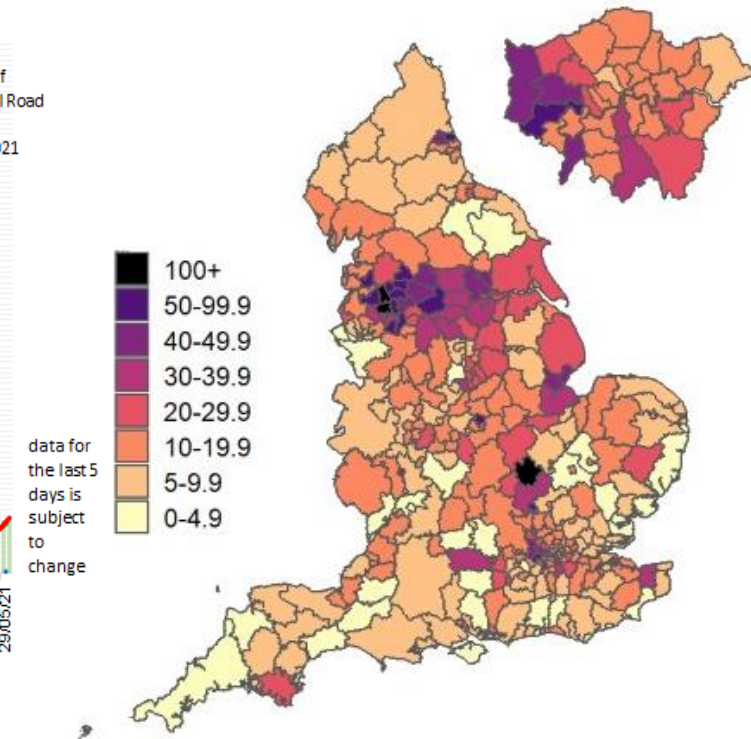 f
l Road
21
100+
50-99.9
40-49.9
30-39.9
20-29.9
10-19.9
5-9.9
0-4.9
data for
the last 5
days is
subject
to
change
29/05/21